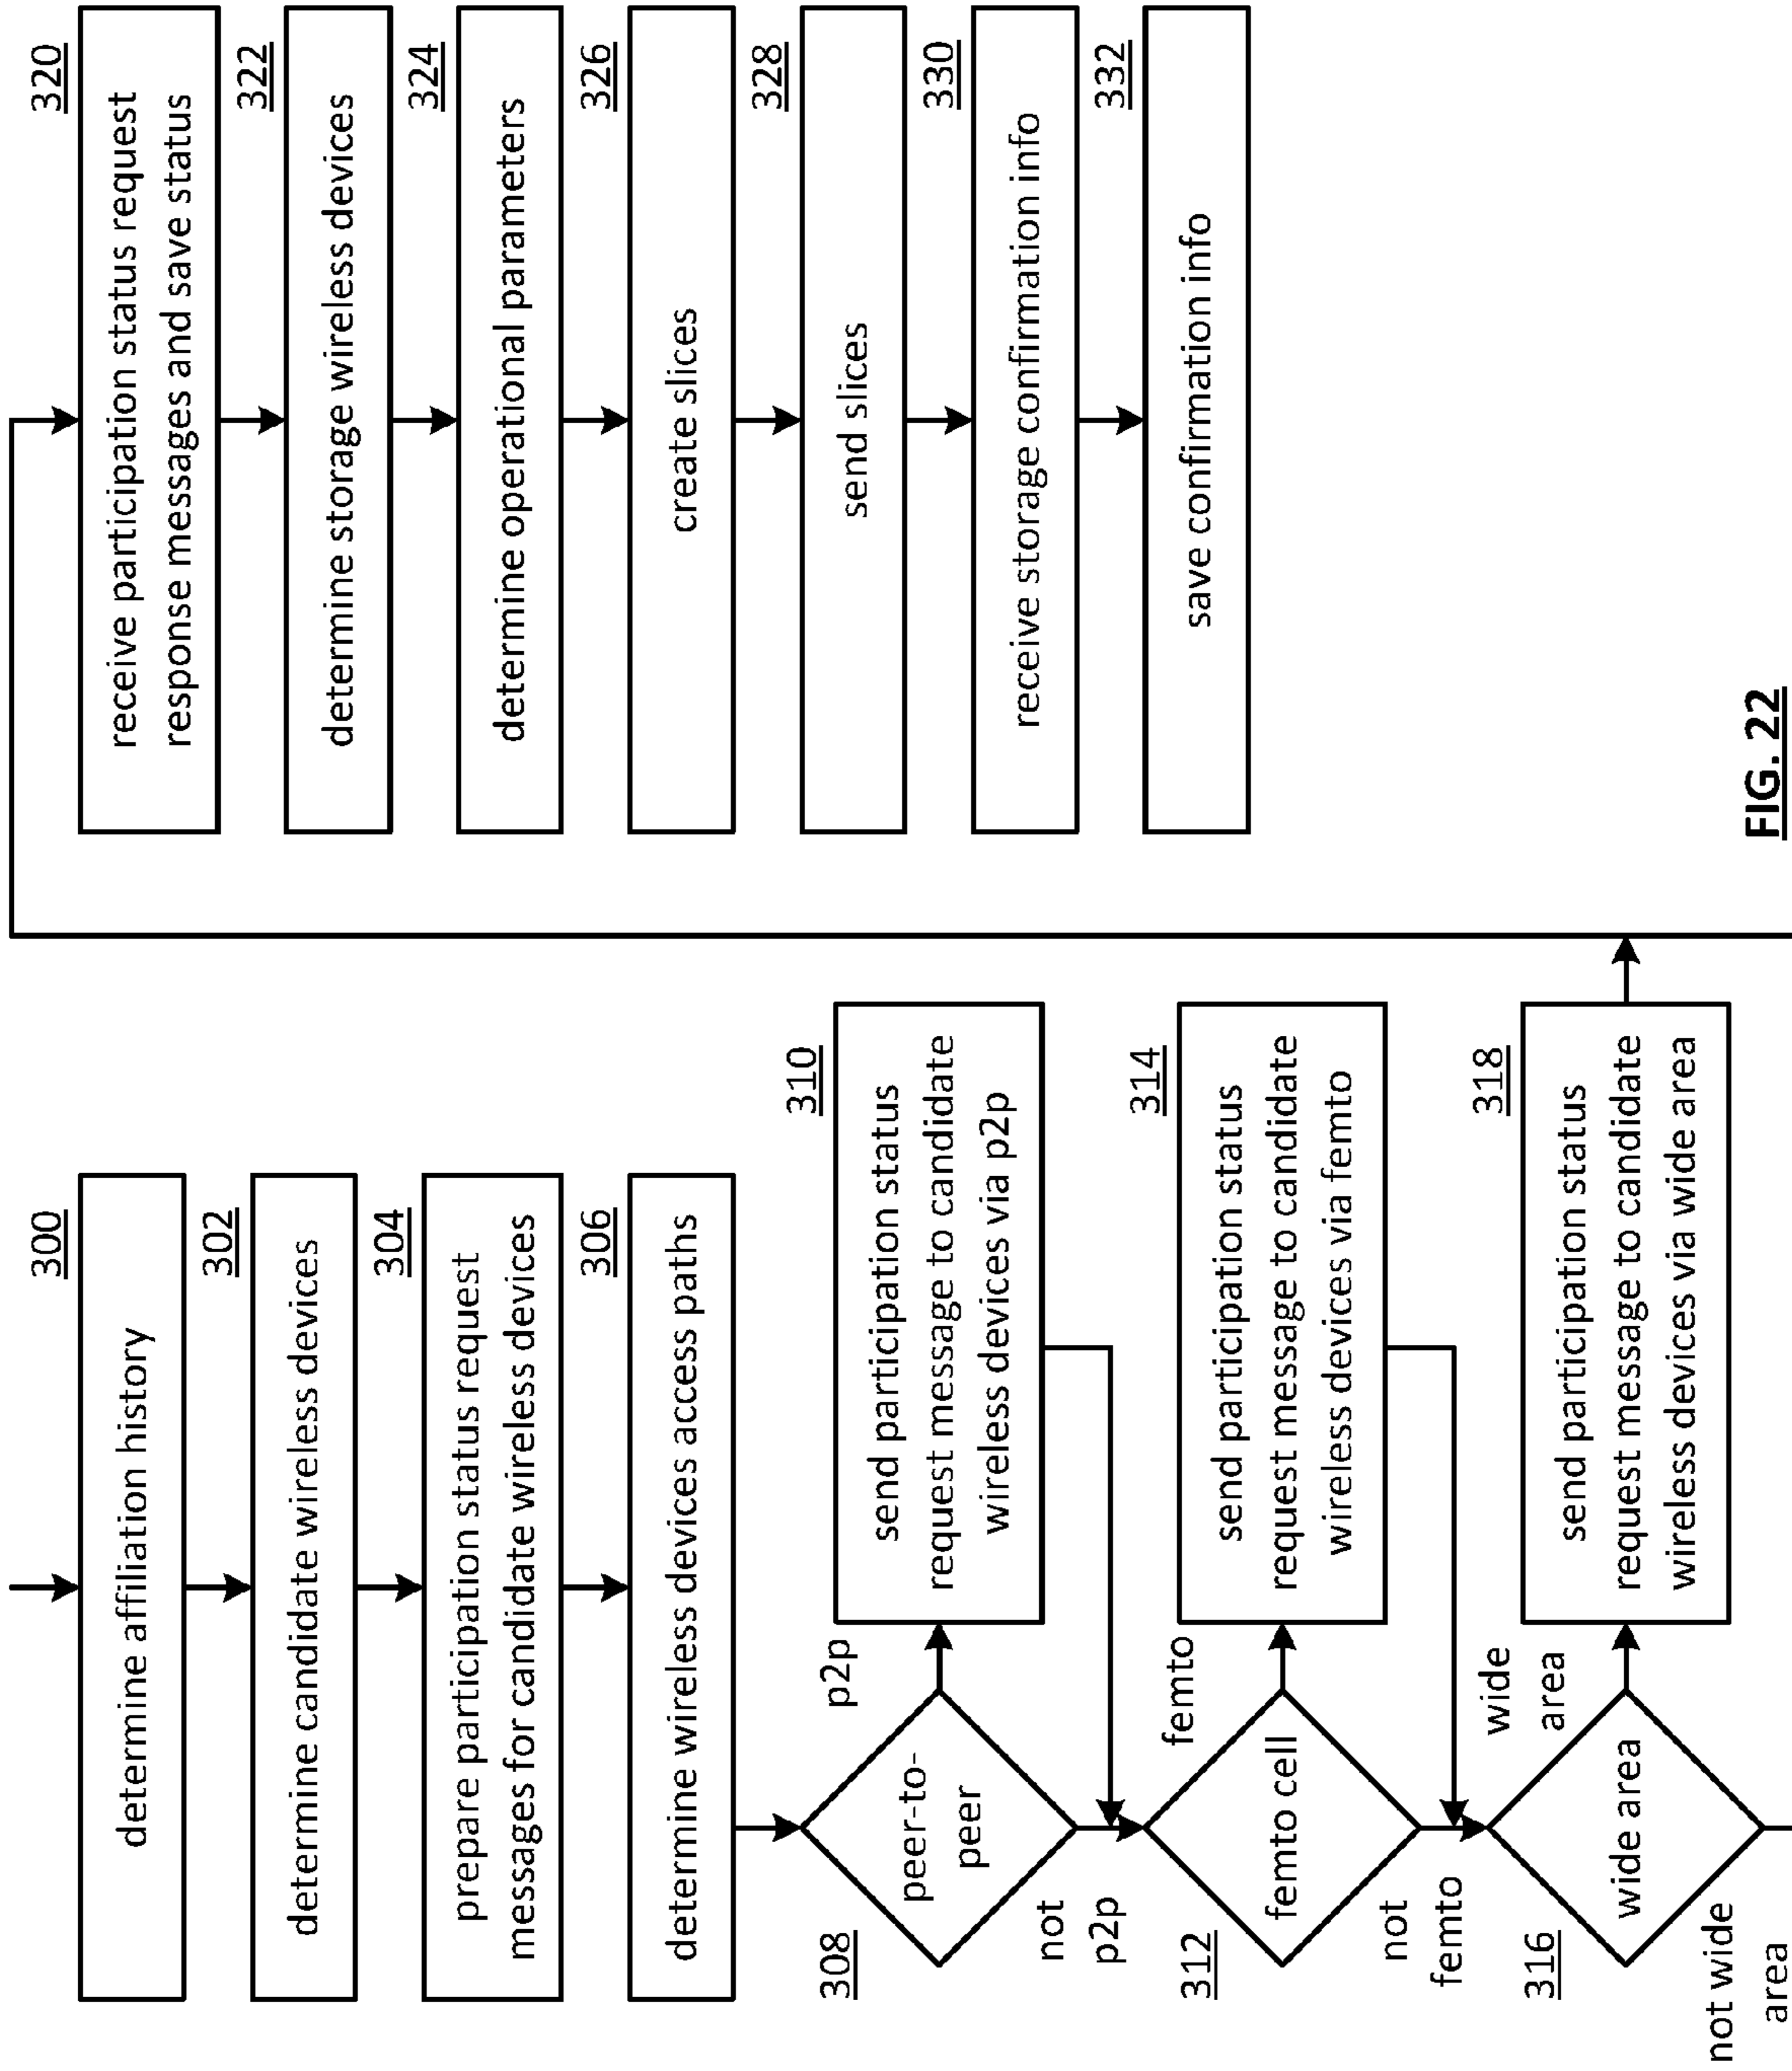 300
determine affiliation history
302
determine candidate wireless devices
304
prepare participation status request
messages for candidate wireless devices
306
determine wireless devices access paths
308
peer-to-
peer
p2p
not
p2p
310
send participation status
request message to candidate
wireless devices via p2p
312
femto cell
femto
not
femto
314
send participation status
request message to candidate
wireless devices via femto
316
wide area
wide
area
not wide
area
318
send participation status
request message to candidate
wireless devices via wide area
320
receive participation status request
response messages and save status
322
determine storage wireless devices
324
determine operational parameters
326
create slices
328
send slices
330
receive storage confirmation info
332
save confirmation info
FIG. 22